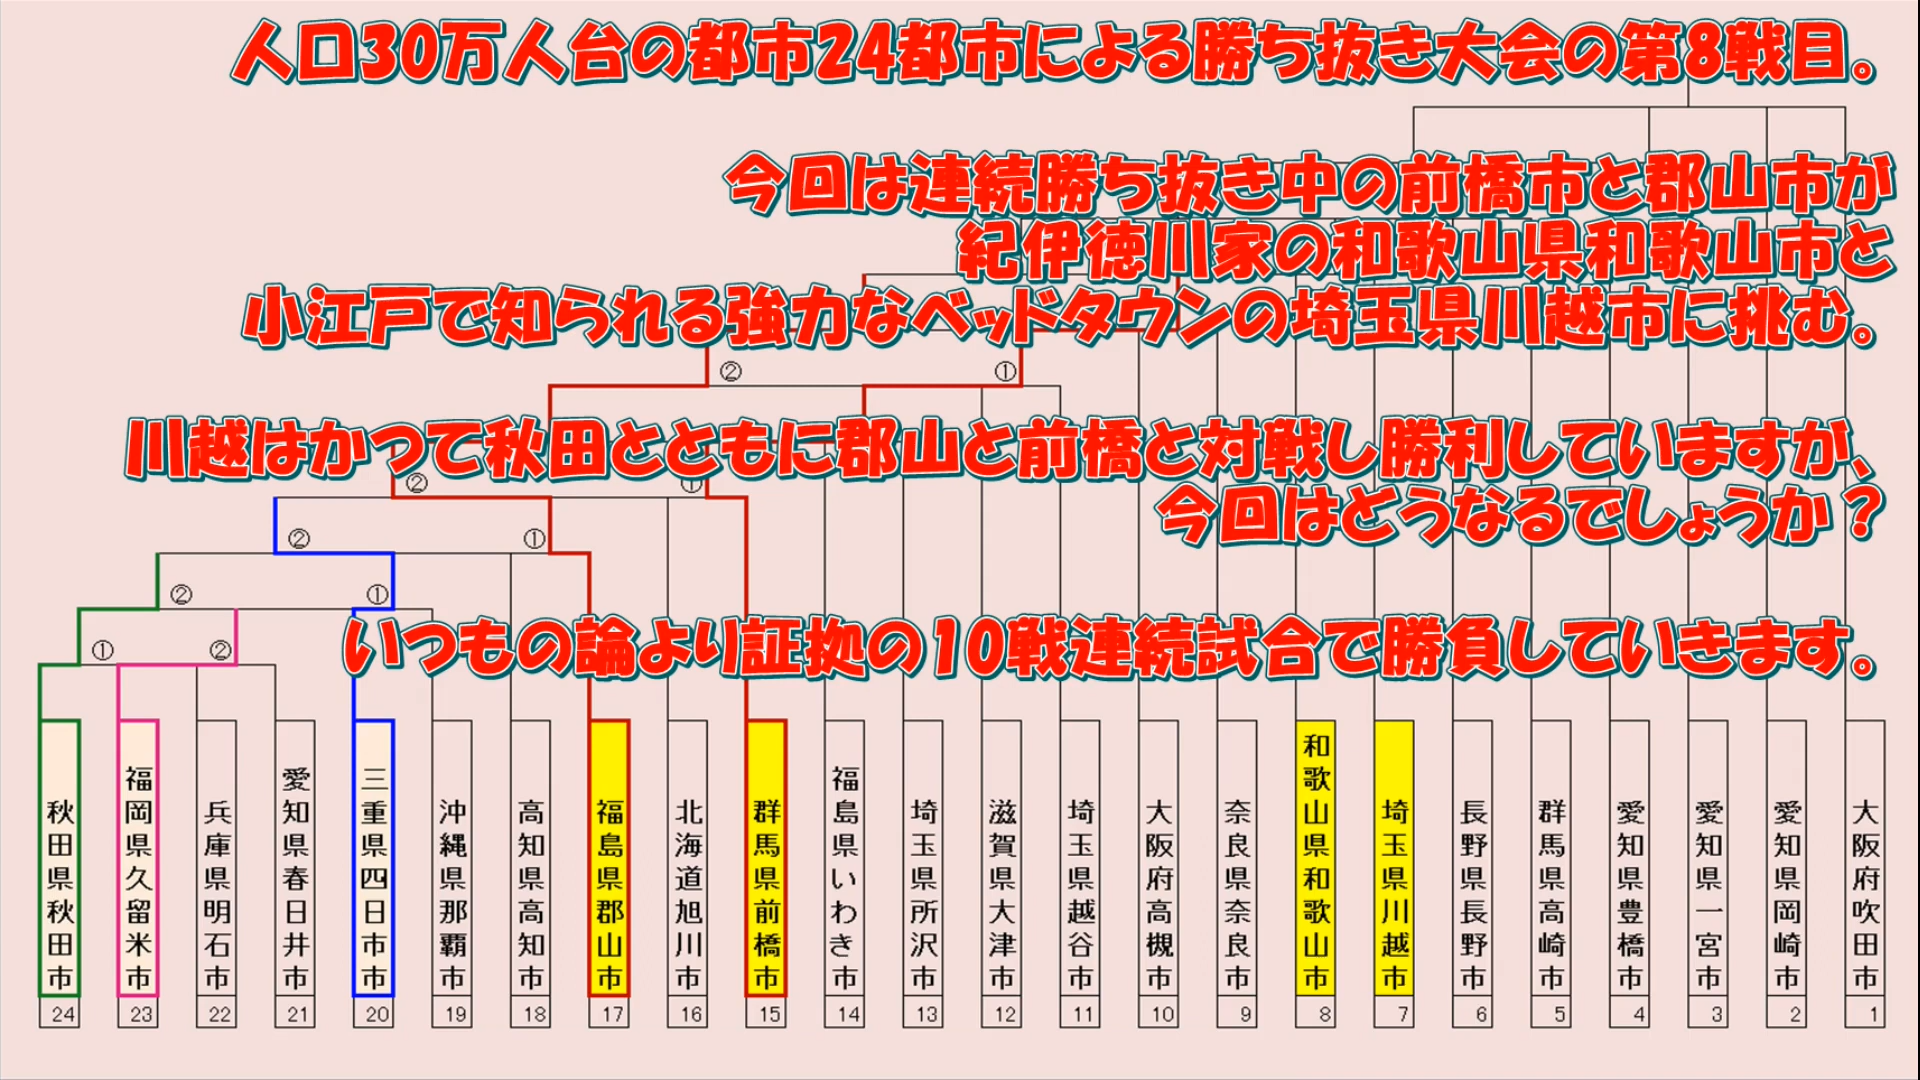 人口30万人台の都市24都市による勝ち抜き大会の第8戦目。
今回は連続勝ち抜き中の前橋市と郡山市が
紀伊徳川家の和歌山県和歌山市と
小江戸で知られる強力なベッドタウンの埼玉県川越市に挑む。
② ①
川越はかつて秋田とともに郡山と前橋と対戦し勝利していますが、
② ①
今回はどうなるでしょうか？
② ①
② ①
① ②
いつもの論より証拠の10戦連続試合で勝負していきます。
秋田県秋田市
福岡県久留米市
兵庫県明石市
愛知県春日井市
三重県四日市市
沖縄県那覇市
高知県高知市
福島県郡山市
北海道旭川市
群馬県前橋市
福島県いわき市
埼玉県所沢市
滋賀県大津市
埼玉県越谷市
大阪府高槻市
奈良県奈良市
和歌山県和歌山市
埼玉県川越市
長野県長野市
群馬県高崎市
愛知県豊橋市
愛知県一宮市
愛知県岡崎市
大阪府吹田市
24 23 22 21 20 19 18 17 16 15 14 13 12 11 10 9 8 7 6 5 4 3 2 1